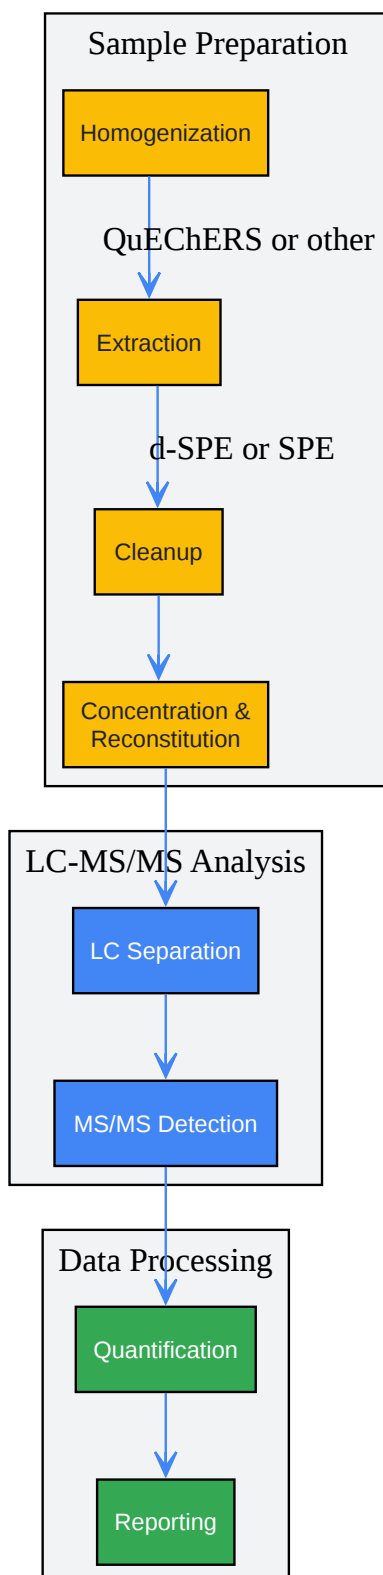 Sample Preparation
Homogenization
QuEChERS or other
Extraction
d-SPE or SPE
Cleanup
Concentration &
Reconstitution
LC-MS/MS Analysis
LC Separation
MS/MS Detection
Data Processing
Quantification
Reporting